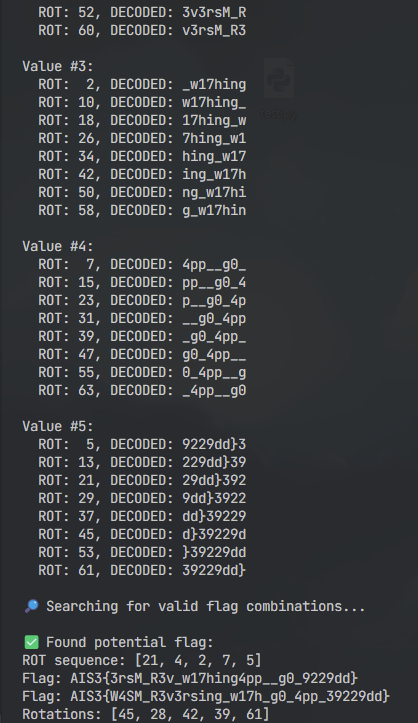 ROT: 52, DECODED: 3v3rsM_R
ROT: 60, DECODED: v3rsM_R3
Value #3:
ROT:  2, DECODED: _w17hing
ROT: 10, DECODED: w17hing_
ROT: 18, DECODED: 17hing_w
ROT: 26, DECODED: 7hing_w1
ROT: 34, DECODED: hing_w17
ROT: 42, DECODED: ing_w17h
ROT: 50, DECODED: ng_w17hi
ROT: 58, DECODED: g_w17hin
Value #4:
ROT:  7, DECODED: 4pp__g0_
ROT: 15, DECODED: pp__g0_4
ROT: 23, DECODED: p__g0_4p
ROT: 31, DECODED: __g0_4pp
ROT: 39, DECODED: _g0_4pp_
ROT: 47, DECODED: g0_4pp__
ROT: 55, DECODED: 0_4pp__g
ROT: 63, DECODED: _4pp__g0
Value #5:
ROT:  5, DECODED: 9229dd}3
ROT: 13, DECODED: 229dd}39
ROT: 21, DECODED: 29dd}392
ROT: 29, DECODED: 9dd}3922
ROT: 37, DECODED: dd}39229
ROT: 45, DECODED: d}39229d
ROT: 53, DECODED: }39229dd
ROT: 61, DECODED: 39229dd}
🔎 Searching for valid flag combinations...
✅ Found potential flag:
ROT sequence: [21, 4, 2, 7, 5]
Flag: AIS3{3rsM_R3v_w17hing4pp__g0_9229dd}
Flag: AIS3{W4SM_R3v3rsing_w17h_g0_4pp_39229dd}
Rotations: [45, 28, 42, 39, 61]